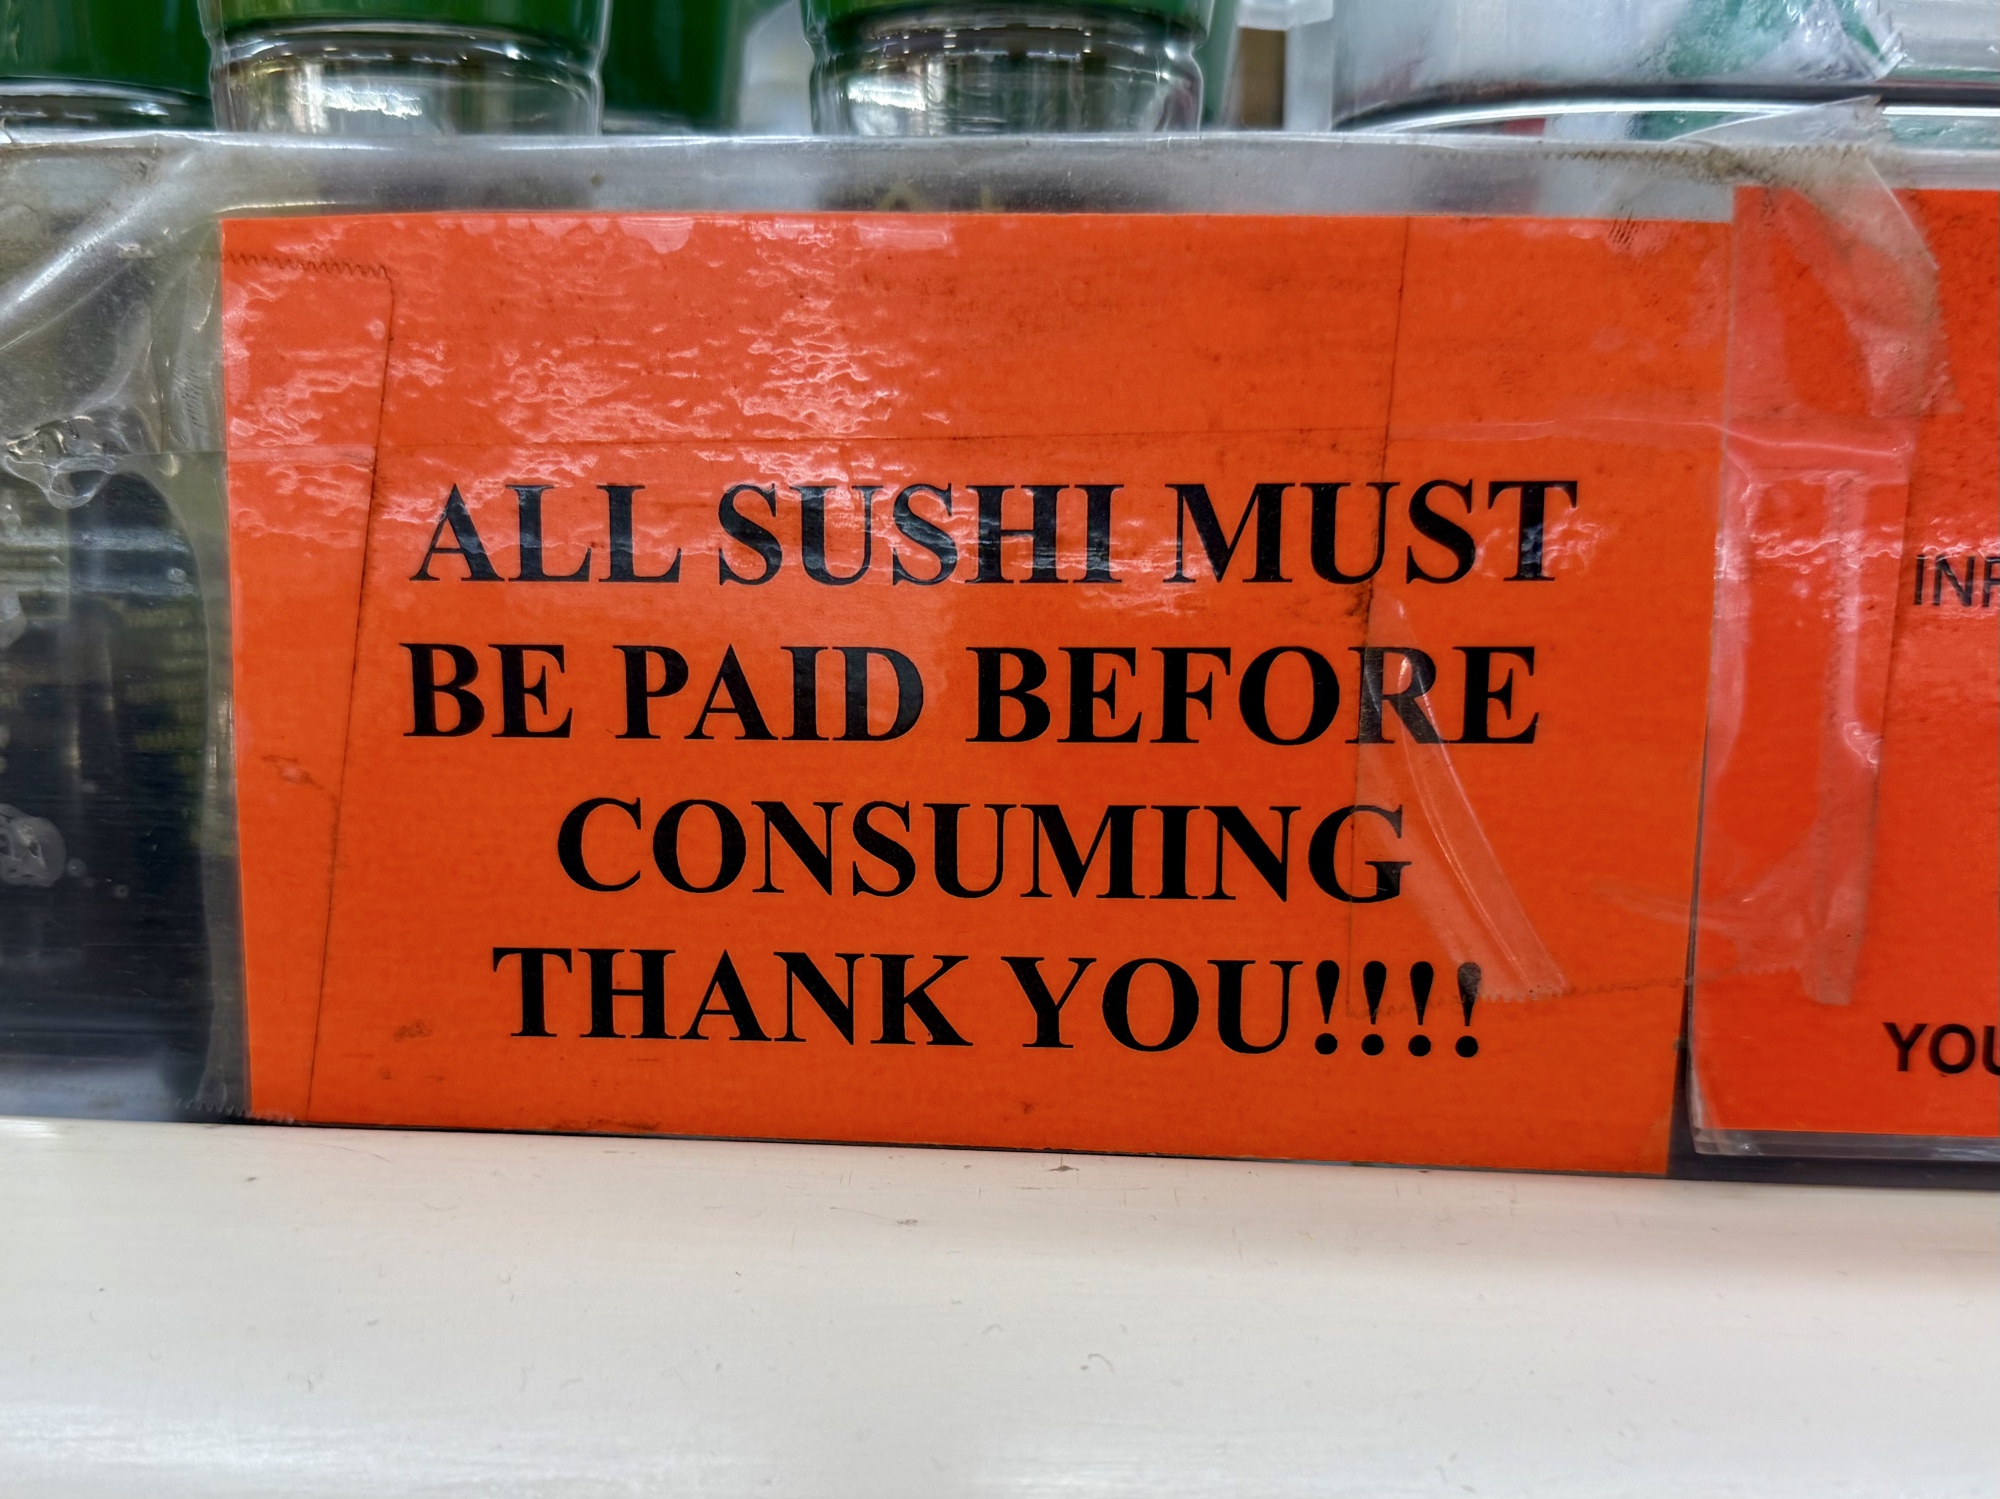 ALL SUSHI MUST
BE PAID BEFORE
CONSUMING
THANK YOU!!!!